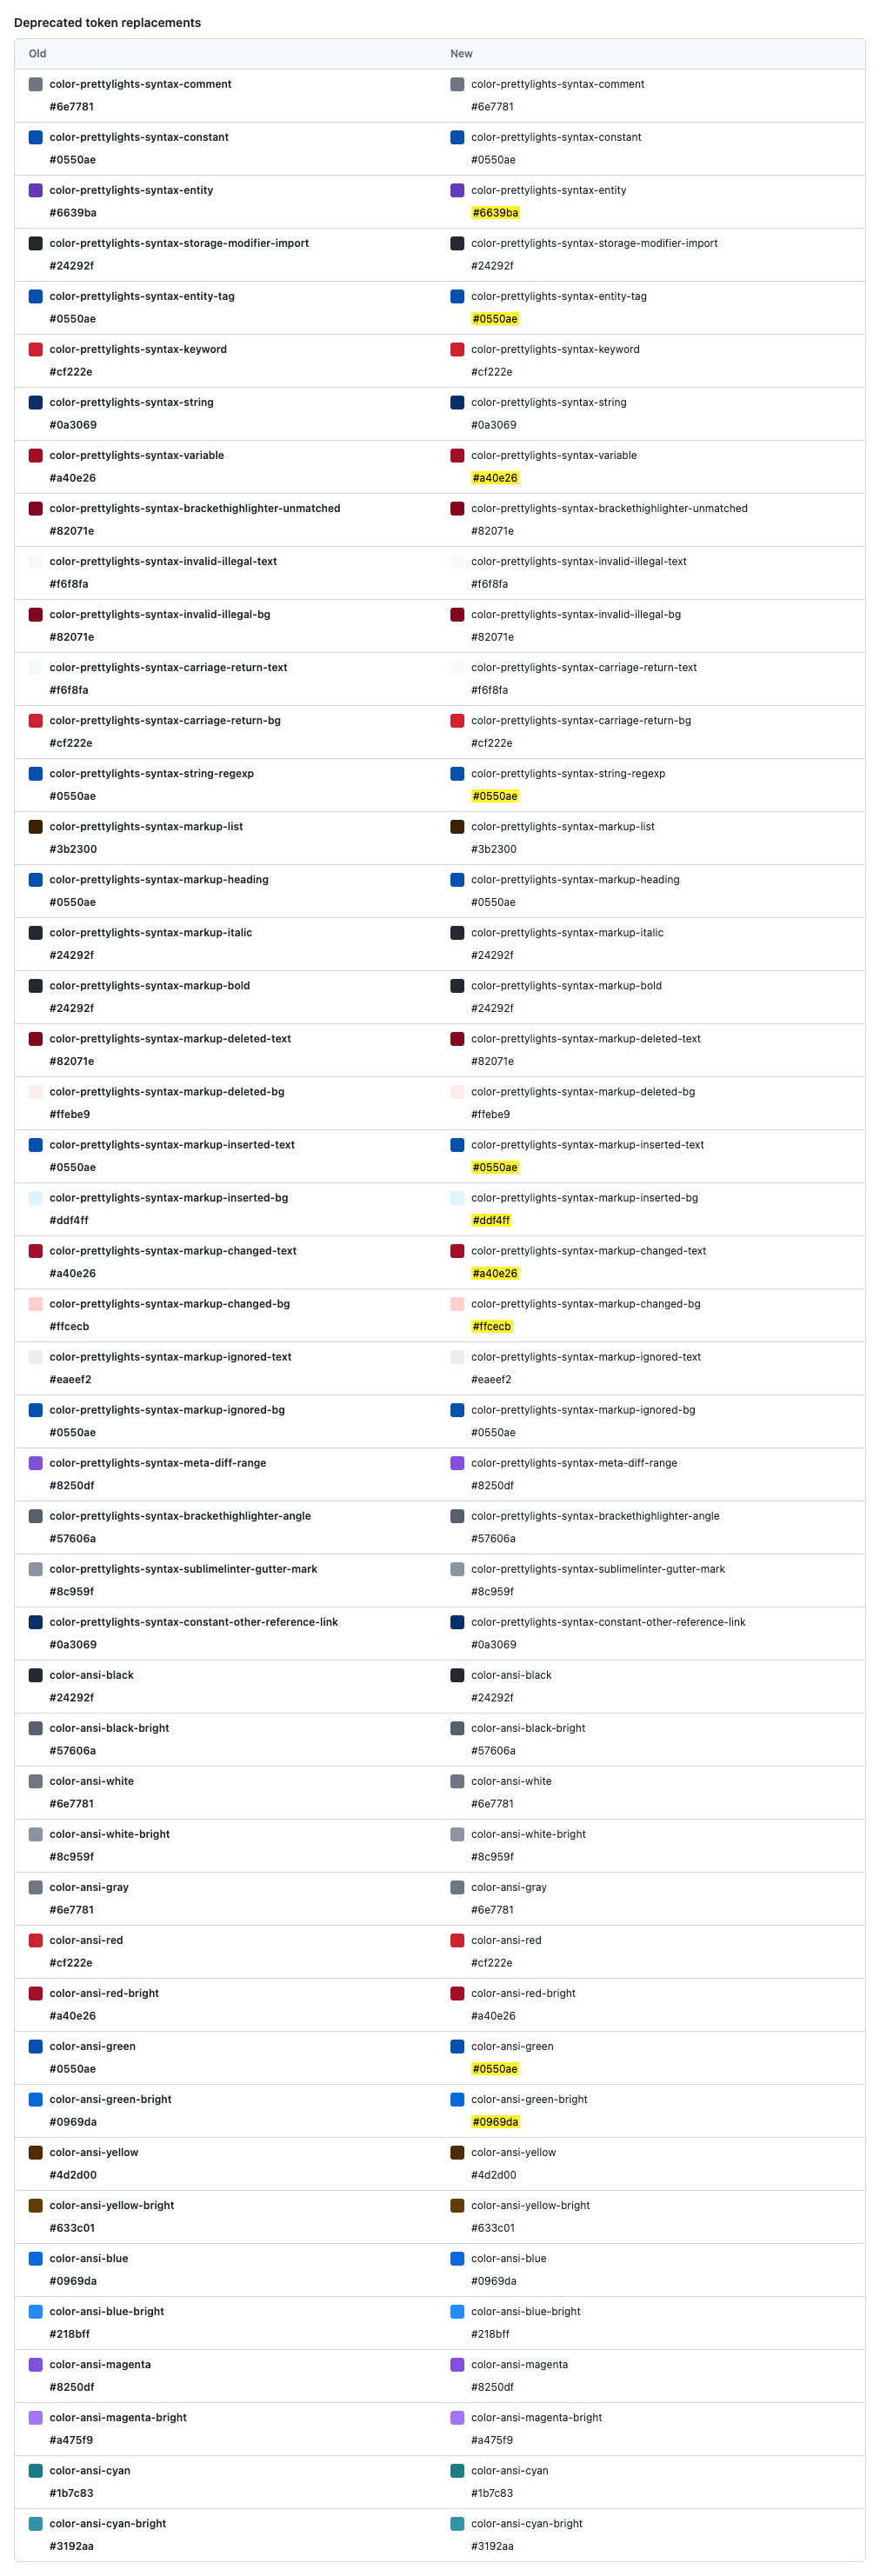 Deprecated token replacements
Old New
color-prettylights-syntax-comment color-prettylights-syntax-comment
#6e7781 #6e7781
color-prettylights-syntax-constant color-prettylights-syntax-constant
#0550ae #0550ae
color-prettylights-syntax-entity color-prettylights-syntax-entity
#6639ba #6639ba
color-prettylights-syntax-storage-modifier-import color-prettylights-syntax-storage-modifier-import
#24292f #24292f
color-prettylights-syntax-entity-tag color-prettylights-syntax-entity-tag
#0550ae #0550ae
color-prettylights-syntax-keyword color-prettylights-syntax-keyword
#cf222e #cf222e
color-prettylights-syntax-string color-prettylights-syntax-string
#0a3069 #0a3069
color-prettylights-syntax-variable color-prettylights-syntax-variable
#a40e26 #a40e26
color-prettylights-syntax-brackethighlighter-unmatched color-prettylights-syntax-brackethighlighter-unmatched
#82071e #82071e
color-prettylights-syntax-invalid-illegal-text color-prettylights-syntax-invalid-illegal-text
#f6f8fa #f6f8fa
color-prettylights-syntax-invalid-illegal-bg color-prettylights-syntax-invalid-illegal-bg
#82071e #82071e
color-prettylights-syntax-carriage-return-text color-prettylights-syntax-carriage-return-text
#f6f8fa #f6f8fa
color-prettylights-syntax-carriage-return-bg color-prettylights-syntax-carriage-return-bg
#cf222e #cf222e
color-prettylights-syntax-string-regexp color-prettylights-syntax-string-regexp
#0550ae #0550ae
color-prettylights-syntax-markup-list color-prettylights-syntax-markup-list
#3b2300 #3b2300
color-prettylights-syntax-markup-heading color-prettylights-syntax-markup-heading
#0550ae #0550ae
color-prettylights-syntax-markup-italic color-prettylights-syntax-markup-italic
#24292f #24292f
color-prettylights-syntax-markup-bold color-prettylights-syntax-markup-bold
#24292f #24292f
color-prettylights-syntax-markup-deleted-text color-prettylights-syntax-markup-deleted-text
#82071e #82071e
color-prettylights-syntax-markup-deleted-bg color-prettylights-syntax-markup-deleted-bg
#ffebe9 #ffebe9
color-prettylights-syntax-markup-inserted-text color-prettylights-syntax-markup-inserted-text
#0550ae #0550ae
color-prettylights-syntax-markup-inserted-bg color-prettylights-syntax-markup-inserted-bg
#ddf4ff #ddf4ff
color-prettylights-syntax-markup-changed-text color-prettylights-syntax-markup-changed-text
#a40e26 #a40e26
color-prettylights-syntax-markup-changed-bg color-prettylights-syntax-markup-changed-bg
#ffcecb #ffcecb
color-prettylights-syntax-markup-ignored-text color-prettylights-syntax-markup-ignored-text
#eaeef2 #eaeef2
color-prettylights-syntax-markup-ignored-bg color-prettylights-syntax-markup-ignored-bg
#0550ae #0550ae
color-prettylights-syntax-meta-diff-range color-prettylights-syntax-meta-diff-range
#8250df #8250df
color-prettylights-syntax-brackethighlighter-angle color-prettylights-syntax-brackethighlighter-angle
#57606a #57606a
color-prettylights-syntax-sublimelinter-gutter-mark color-prettylights-syntax-sublimelinter-gutter-mark
#8c959f #8c959f
color-prettylights-syntax-constant-other-reference-link color-prettylights-syntax-constant-other-reference-link
#0a3069 #0a3069
color-ansi-black color-ansi-black
#24292f #24292f
color-ansi-black-bright color-ansi-black-bright
#57606a #57606a
color-ansi-white color-ansi-white
#6e7781 #6e7781
color-ansi-white-bright color-ansi-white-bright
#8c959f #8c959f
color-ansi-gray color-ansi-gray
#6e7781 #6e7781
color-ansi-red color-ansi-red
#cf222e #cf222e
color-ansi-red-bright color-ansi-red-bright
#a40e26 #a40e26
color-ansi-green color-ansi-green
#0550ae #0550ae
color-ansi-green-bright color-ansi-green-bright
#0969da #0969da
color-ansi-yellow color-ansi-yellow
#4d2d00 #4d2d00
color-ansi-yellow-bright color-ansi-yellow-bright
#633c01 #633c01
color-ansi-blue color-ansi-blue
#0969da #0969da
color-ansi-blue-bright color-ansi-blue-bright
#218bff #218bff
color-ansi-magenta color-ansi-magenta
#8250df #8250df
color-ansi-magenta-bright color-ansi-magenta-bright
#a475f9 #a475f9
color-ansi-cyan color-ansi-cyan
#1b7c83 #1b7c83
color-ansi-cyan-bright color-ansi-cyan-bright
#3192aa #3192aa